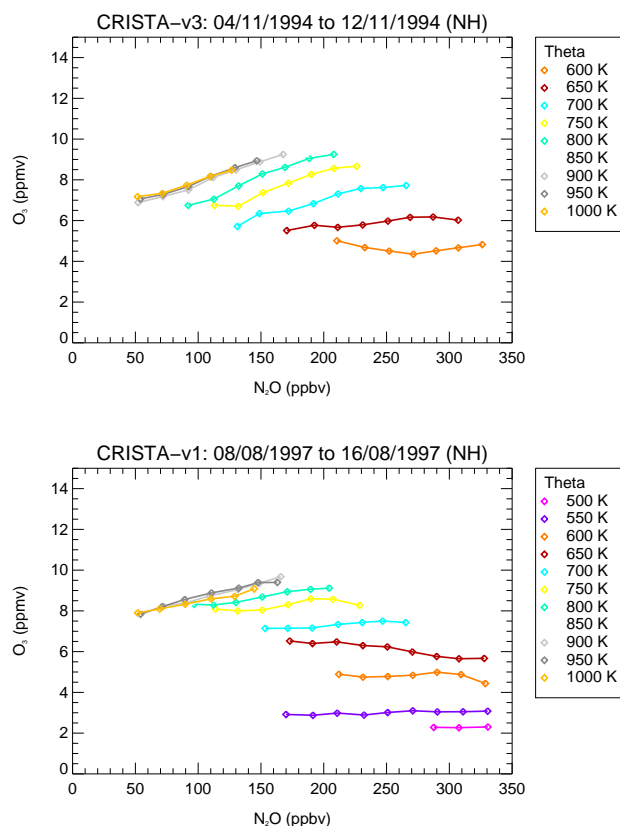 CRISTA−v3: 04/11/1994 to 12/11/1994 (NH)
14
12
10
8
6
4
2
0
O₃ (ppmv)
0 50 100 150 200 250 300 350
N₂O (ppbv)
Theta
600 K
650 K
700 K
750 K
800 K
850 K
900 K
950 K
1000 K
CRISTA−v1: 08/08/1997 to 16/08/1997 (NH)
14
12
10
8
6
4
2
0
O₃ (ppmv)
0 50 100 150 200 250 300 350
N₂O (ppbv)
Theta
500 K
550 K
600 K
650 K
700 K
750 K
800 K
850 K
900 K
950 K
1000 K